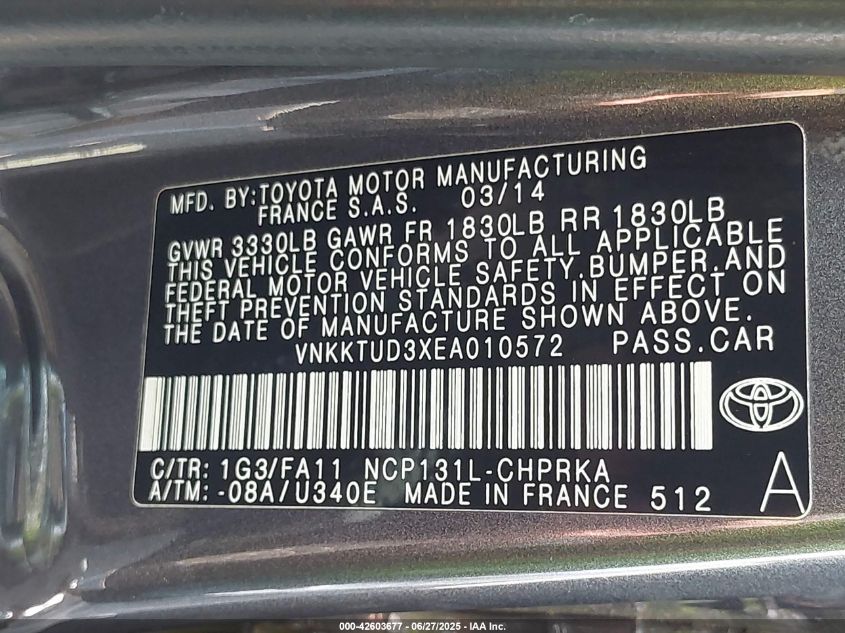 MFD. BY:TOYOTA MOTOR MANUFACTURING
FRANCE S.A.S. 03/14
GVWR 3330LB GAWR FR 1830LB RR 1830LB
THIS VEHICLE CONFORMS TO ALL APPLICABLE
FEDERAL MOTOR VEHICLE SAFETY,BUMPER,AND
THEFT PREVENTION STANDARDS IN EFFECT ON
THE DATE OF MANUFACTURE SHOWN ABOVE.
VNKKTUD3XEA010572 PASS.CAR
C/TR: 1G3/FA11 NCP131L-CHPRKA
A/TM: -08A/U340E MADE IN FRANCE 512 A
000-42603677 - 06/27/2025 - IAA Inc.